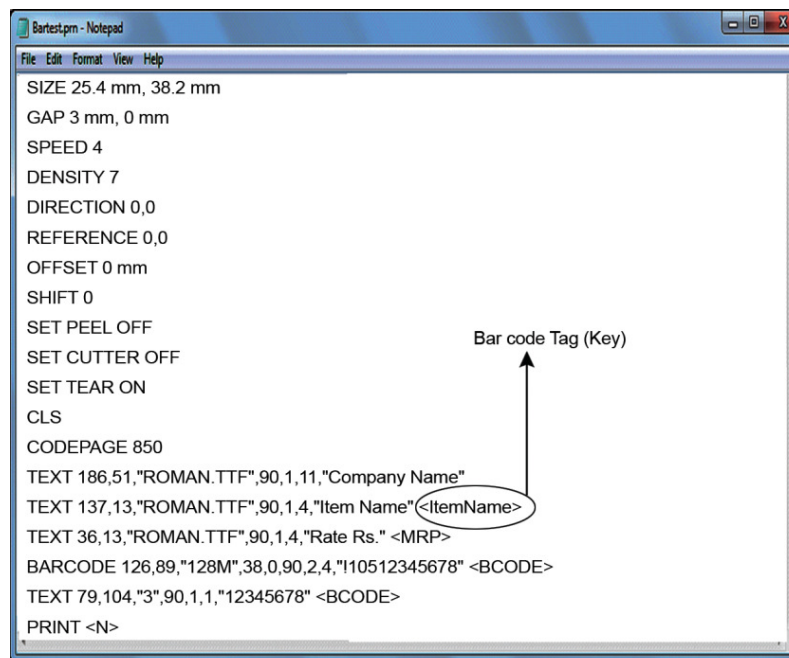 Bartest.prn - Notepad
File Edit Format View Help
SIZE 25.4 mm, 38.2 mm
GAP 3 mm, 0 mm
SPEED 4
DENSITY 7
DIRECTION 0,0
REFERENCE 0,0
OFFSET 0 mm
SHIFT 0
SET PEEL OFF
Bar code Tag (Key)
SET CUTTER OFF
SET TEAR ON
CLS
CODEPAGE 850
TEXT 186,51,"ROMAN.TTF",90,1,11,"Company Name"
TEXT 137,13,"ROMAN.TTF",90,1,4,"Item Name" <ItemName>
TEXT 36,13,"ROMAN.TTF",90,1,4,"Rate Rs." <MRP>
BARCODE 126,89,"128M",38,0,90,2,4,"!10512345678" <BCODE>
TEXT 79,104,"3",90,1,1,"12345678" <BCODE>
PRINT <N>